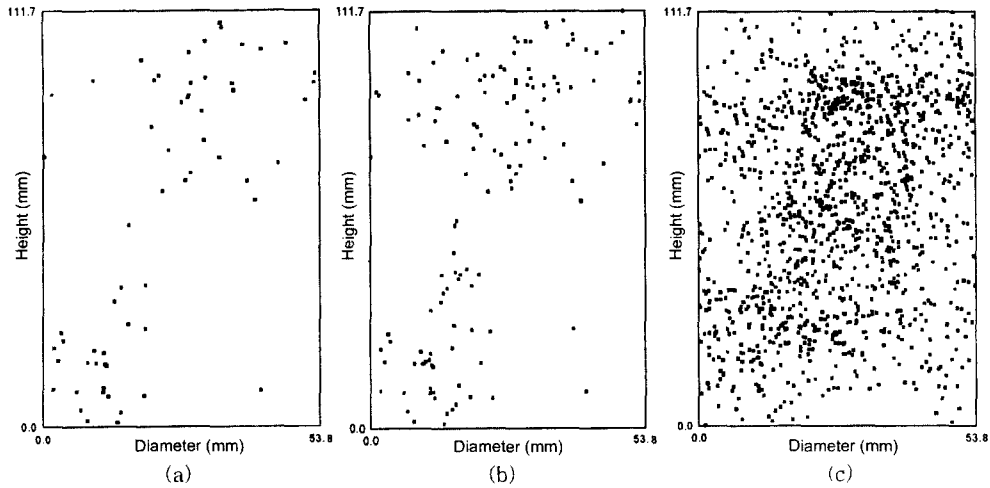 111.7
Height (mm)
0.0
0.0
Diameter (mm)
53.8
(a)
111.7
Height (mm)
0.0
0.0
Diameter (mm)
53.8
(b)
111.7
Height (mm)
0.0
0.0
Diameter (mm)
53.8
(c)